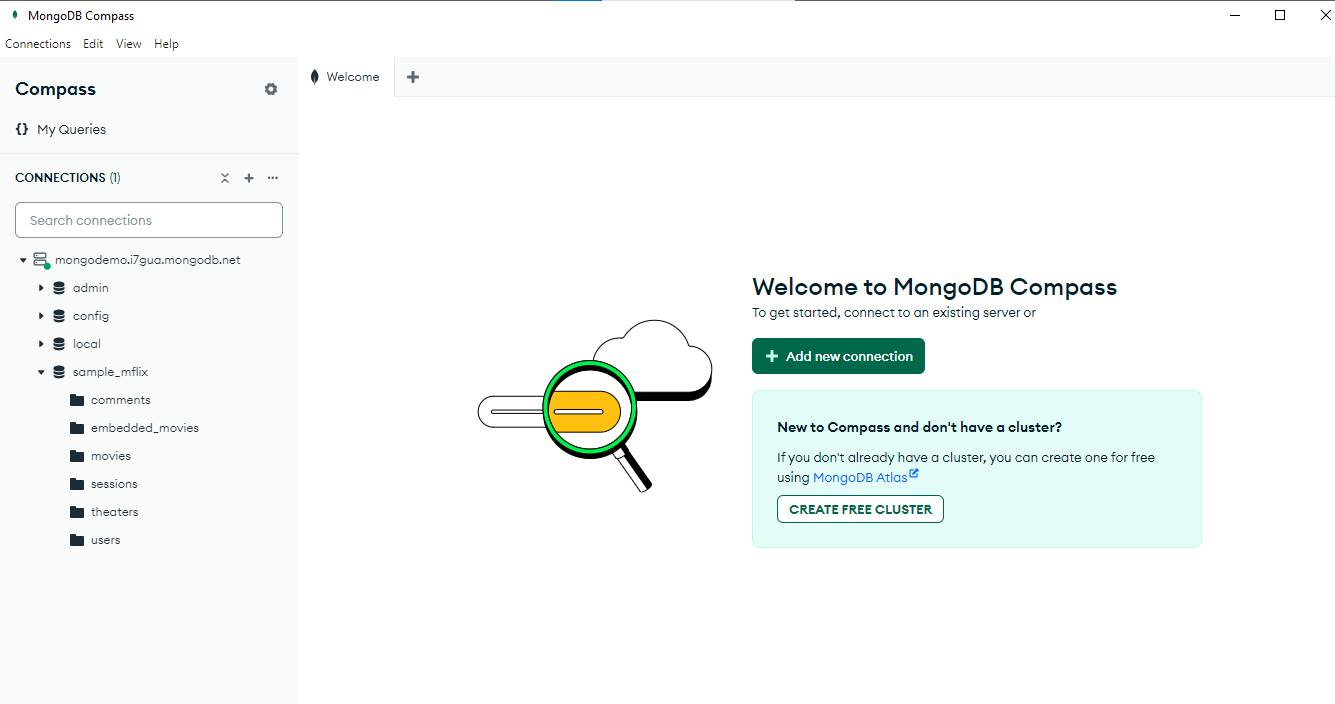 MongoDB Compass
Connections Edit View Help
Compass
{} My Queries
CONNECTIONS (1)
Search connections
mongodemo.i7gua.mongodb.net
admin
config
local
sample_mflix
comments
embedded_movies
movies
sessions
theaters
users
Welcome
Welcome to MongoDB Compass
To get started, connect to an existing server or
Add new connection
New to Compass and don't have a cluster?
If you don't already have a cluster, you can create one for free
using MongoDB Atlas
CREATE FREE CLUSTER